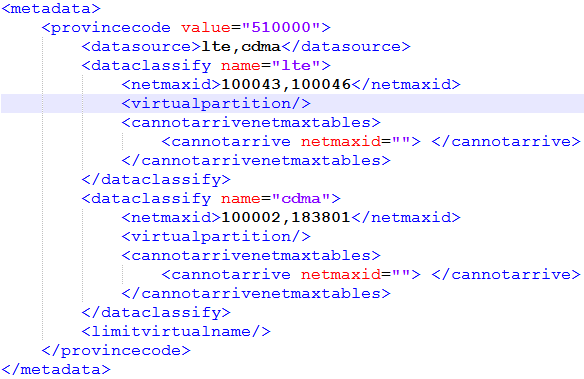 <metadata>
    <provincecode value="510000">
        <datasource>lte,cdma</datasource>
        <dataclassify name="lte">
            <netmaxid>100043,100046</netmaxid>
            <virtualpartition/>
            <cannotarrivenetmaxtables>
                <cannotarrive netmaxid=""> </cannotarrive>
            </cannotarrivenetmaxtables>
        </dataclassify>
        <dataclassify name="cdma">
            <netmaxid>100002,183801</netmaxid>
            <virtualpartition/>
            <cannotarrivenetmaxtables>
                <cannotarrive netmaxid=""> </cannotarrive>
            </cannotarrivenetmaxtables>
        </dataclassify>
        <limitvirtualname/>
    </provincecode>
</metadata>